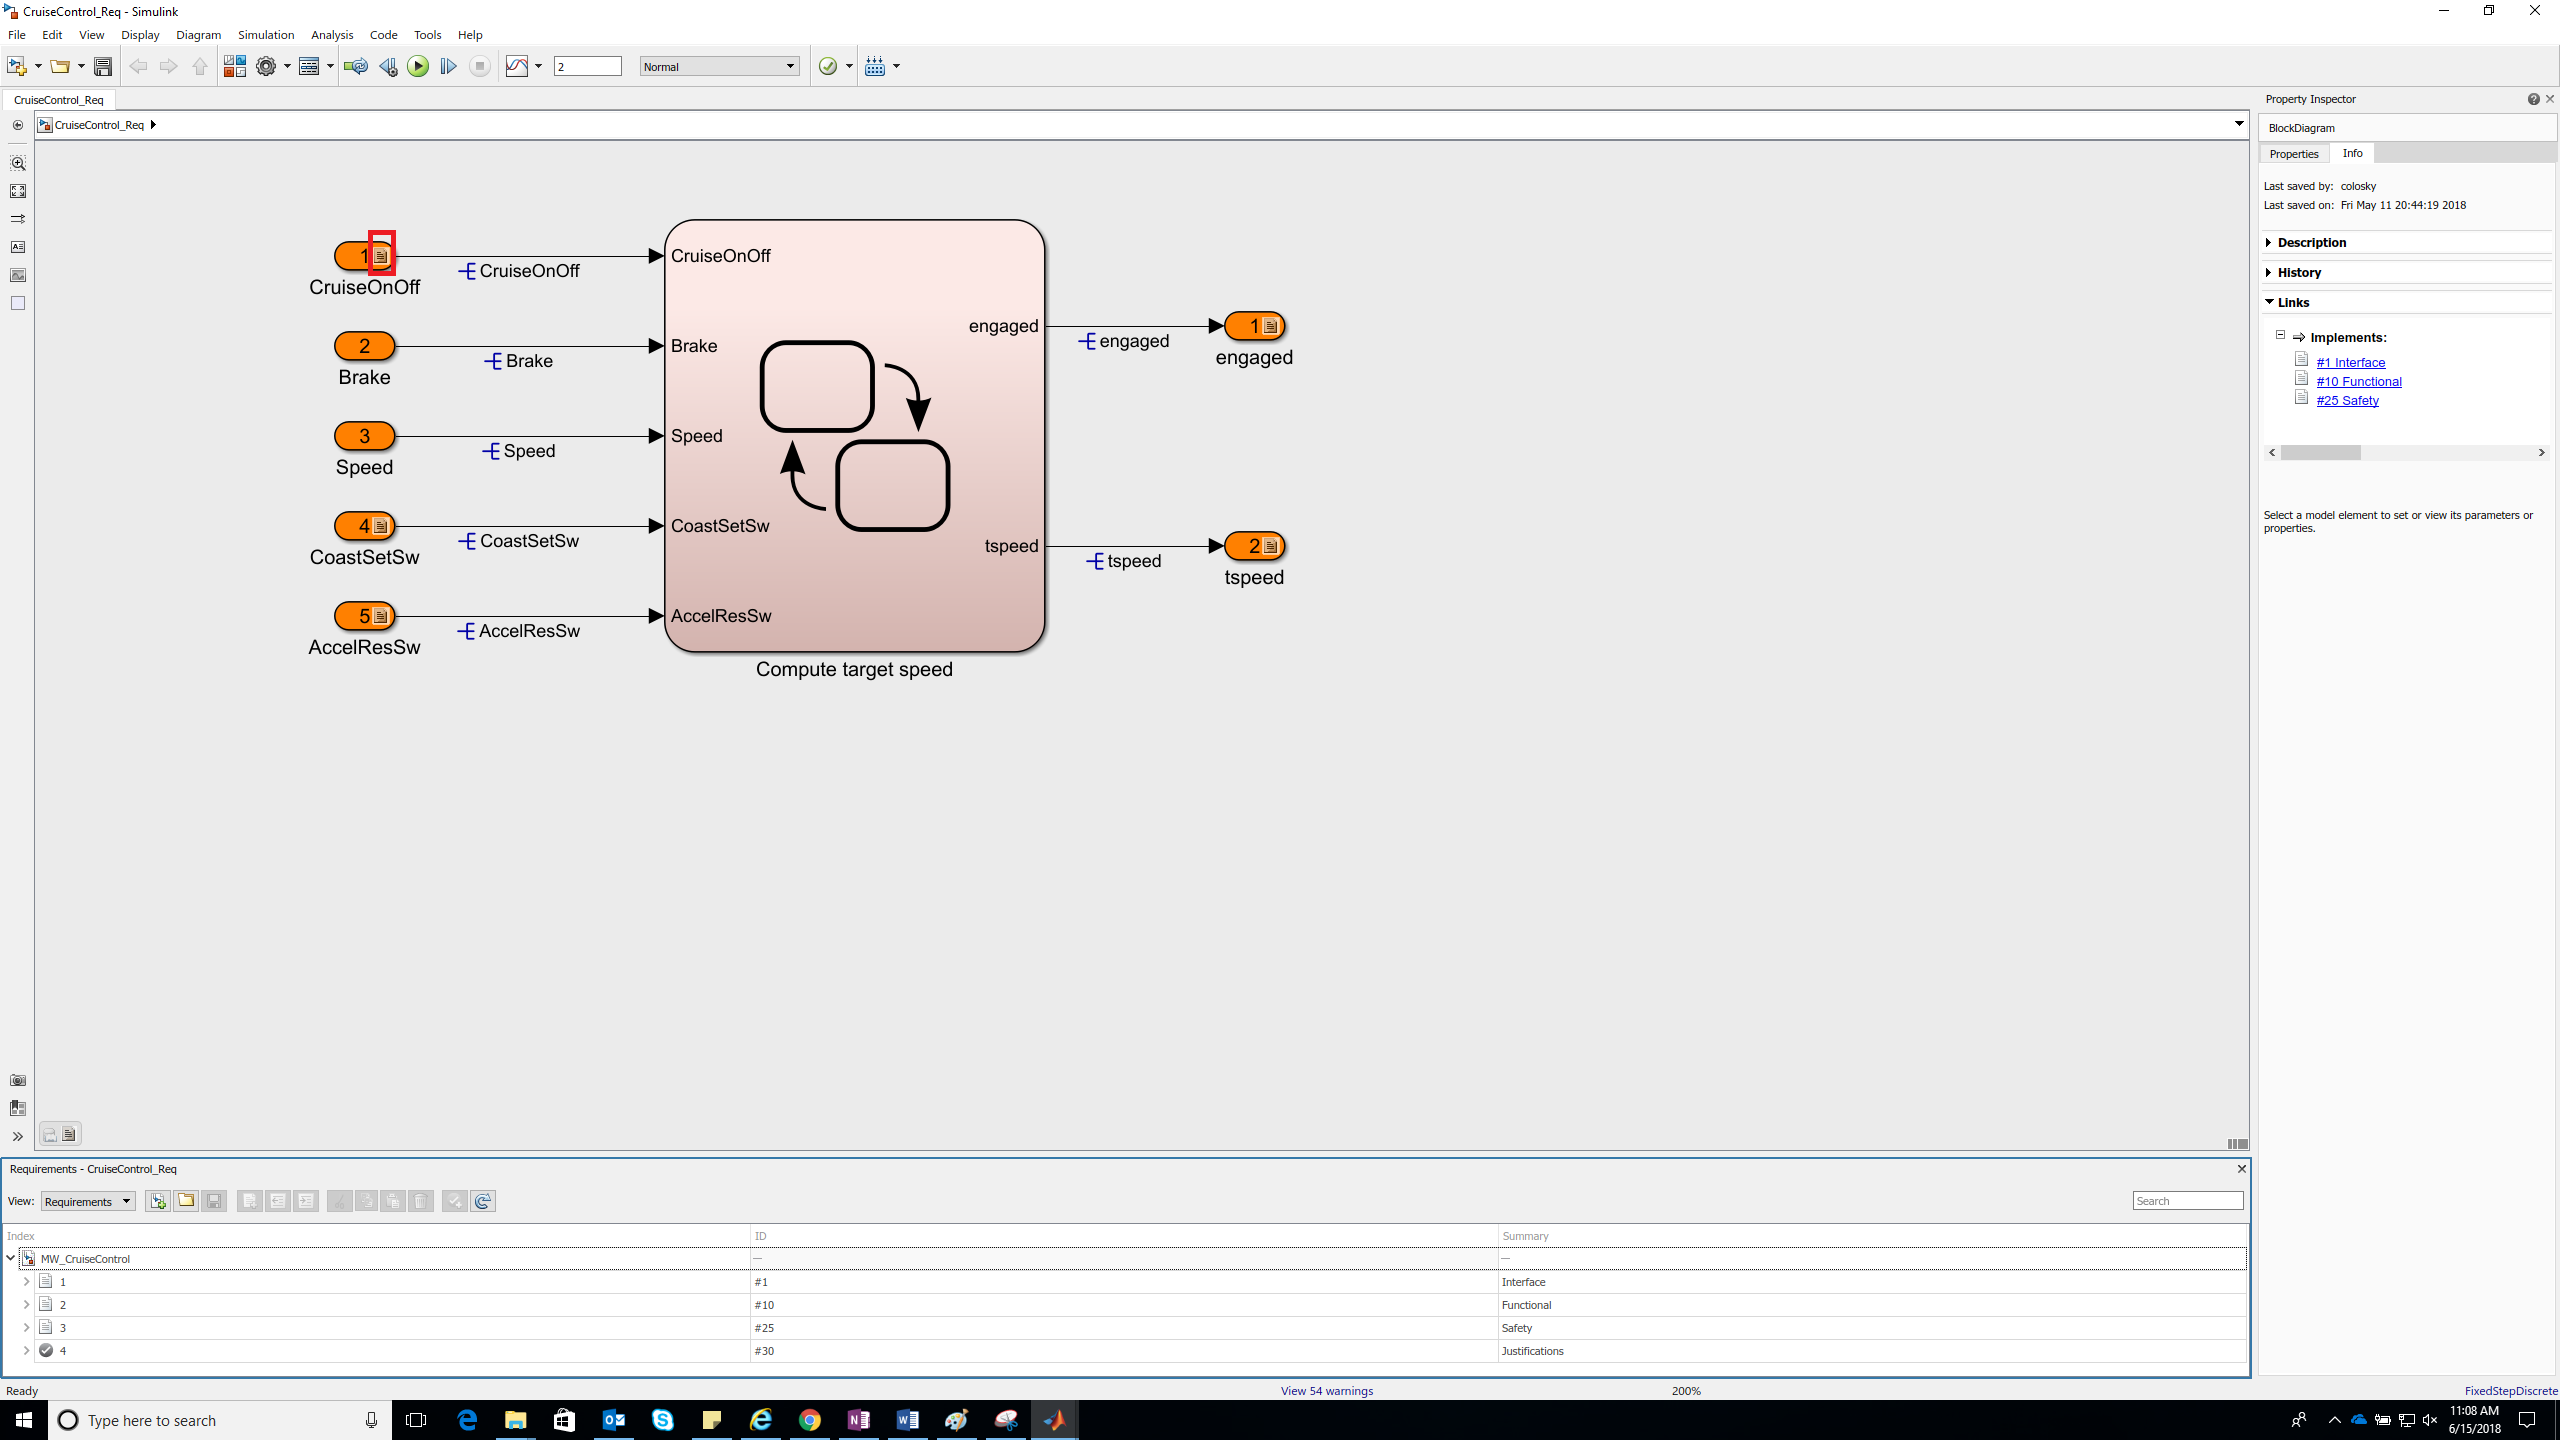 CruiseControl_Req - Simulink
File Edit View Display Diagram Simulation Analysis Code Tools Help
2 Normal
CruiseControl_Req
CruiseControl_Req
1
CruiseOnOff
CruiseOnOff
CruiseOnOff
2
Brake
Brake
Brake
3
Speed
Speed
Speed
4
CoastSetSw
CoastSetSw
CoastSetSw
5
AccelResSw
AccelResSw
AccelResSw
engaged
engaged
1
engaged
tspeed
tspeed
2
tspeed
Compute target speed
Property Inspector
BlockDiagram
Properties Info
Last saved by: colosky
Last saved on: Fri May 11 20:44:19 2018
Description
History
Links
Implements:
#1 Interface
#10 Functional
#25 Safety
Select a model element to set or view its parameters or
properties.
Requirements - CruiseControl_Req
View: Requirements Search
Index ID Summary
MW_CruiseControl — —
1 #1 Interface
2 #10 Functional
3 #25 Safety
4 #30 Justifications
Ready View 54 warnings 200% FixedStepDiscrete
Type here to search
11:08 AM
6/15/2018